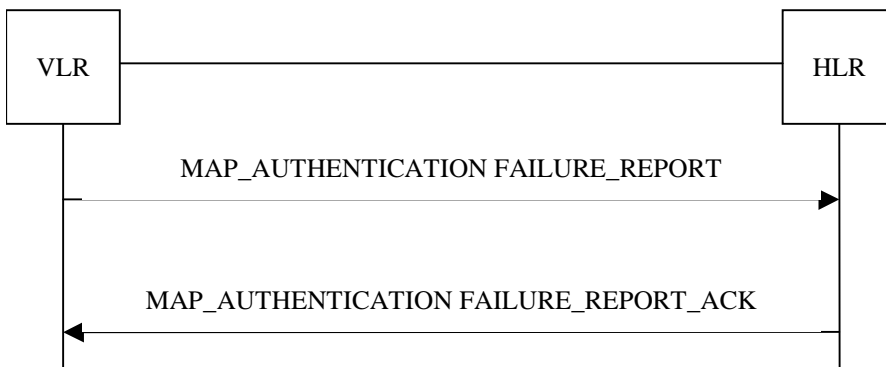 VLR
HLR
MAP_AUTHENTICATION FAILURE_REPORT
MAP_AUTHENTICATION FAILURE_REPORT_ACK